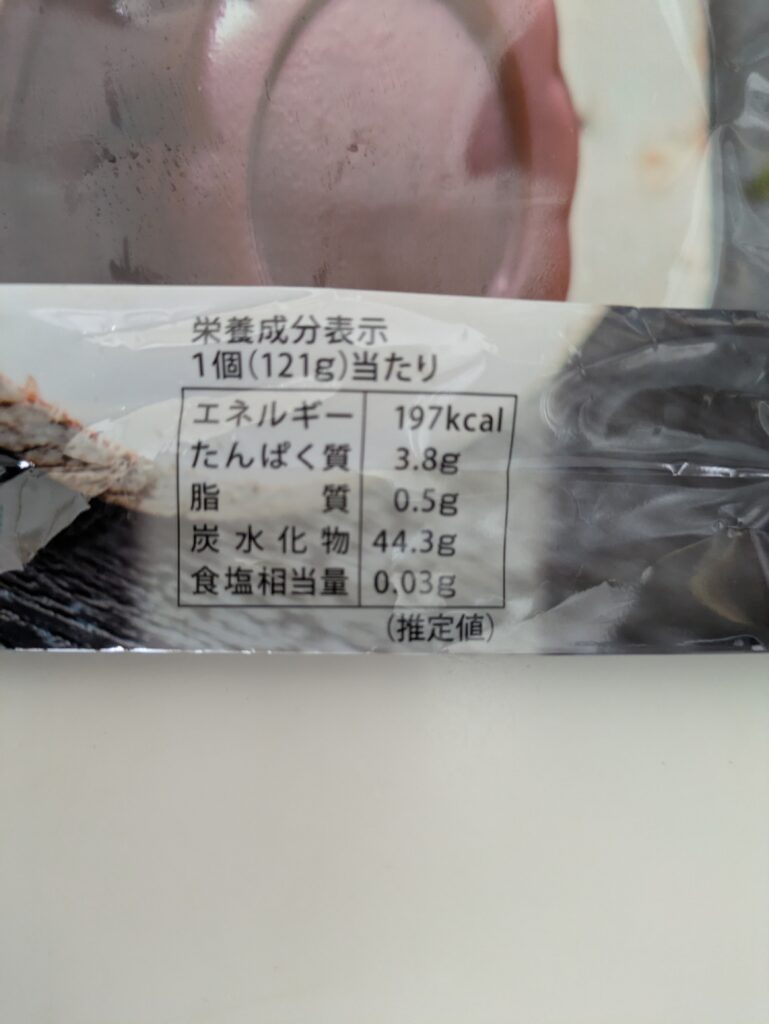 栄養成分表示
1個(121g)当たり
エネルギー 197kcal
たんぱく質 3.8g
脂質 0.5g
炭水化物 44.3g
食塩相当量 0.03g
(推定値)